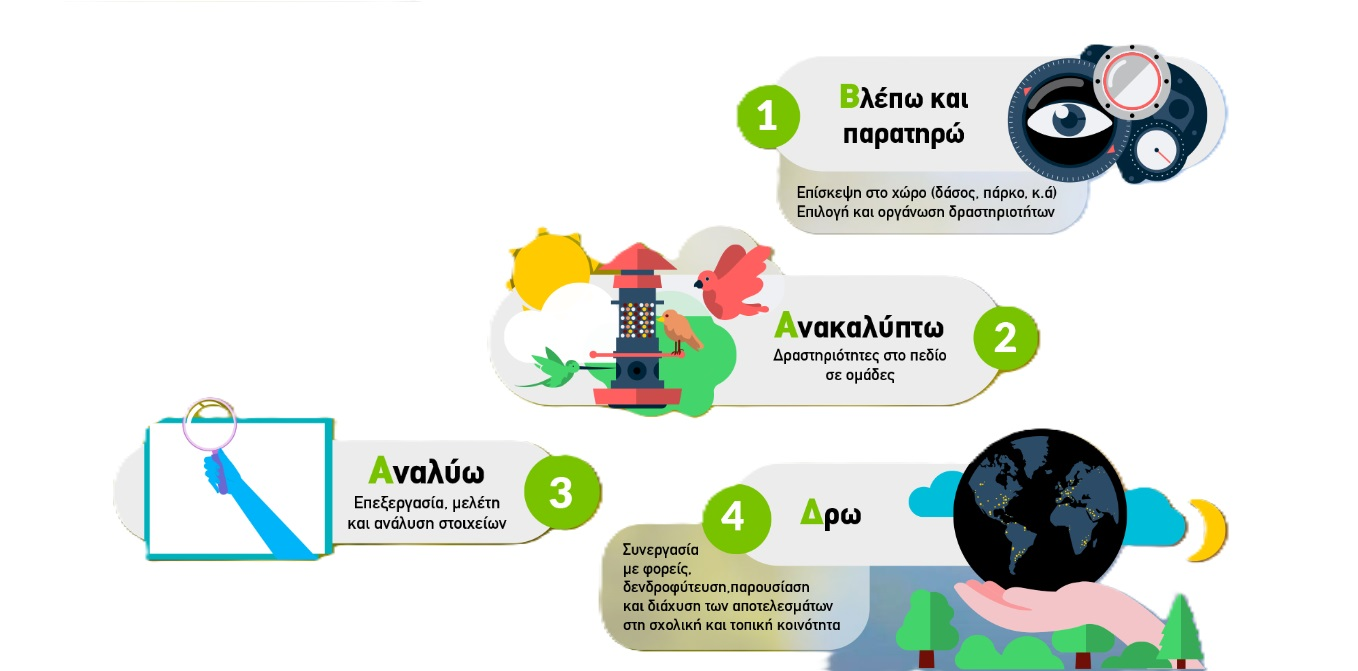 1
Βλέπω και
παρατηρώ
Επίσκεψη στο χώρο (δάσος, πάρκο, κ.ά)
Επιλογή και οργάνωση δραστηριοτήτων
Ανακαλύπτω
2
Δραστηριότητες στο πεδίο
σε ομάδες
Αναλύω
3
Επεξεργασία, μελέτη
και ανάλυση στοιχείων
4
Δρω
Συνεργασία
με φορείς,
δενδροφύτευση,παρουσίαση
και διάχυση των αποτελεσμάτων
στη σχολική και τοπική κοινότητα